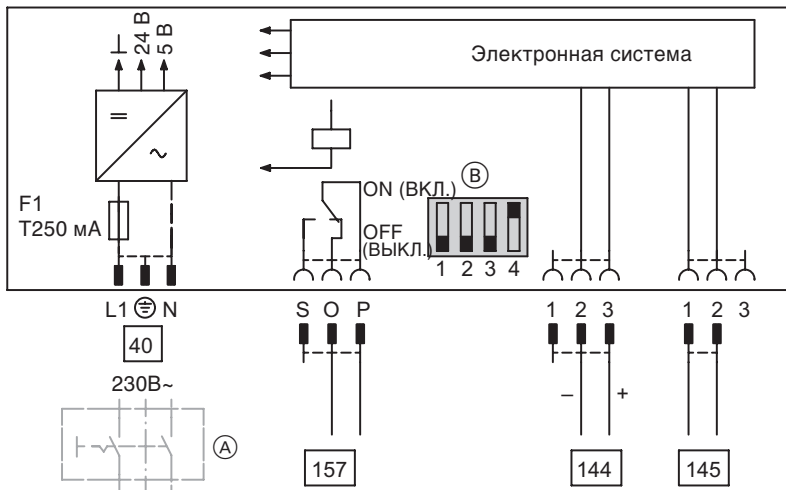 ⊥ 24 В 5 В
Электронная система
= ~
F1
T250 мА
ON (ВКЛ.)
OFF
(ВЫКЛ.)
B
1 2 3 4
L1 N
S O P
1 2 3
1 2 3
40
230В~
A
– +
157
144
145